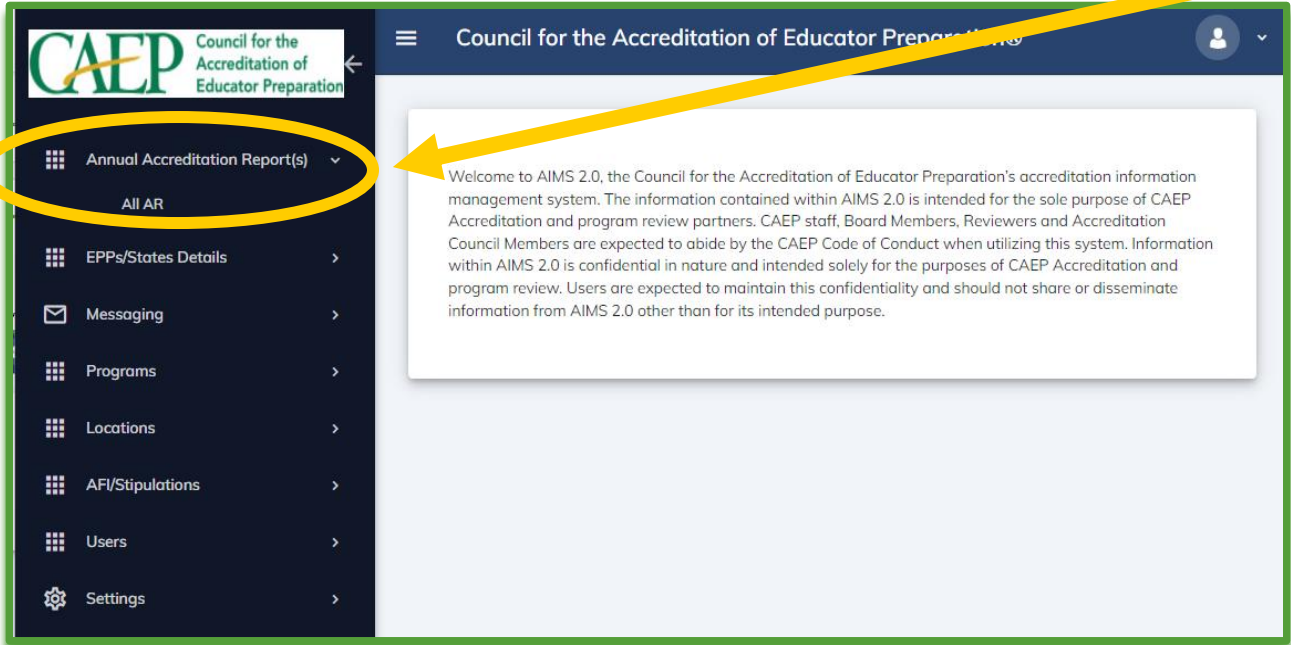 CAEP
Council for the
Accreditation of
Educator Preparation
Council for the Accreditation of Educator Preparation®
Annual Accreditation Report(s)
All AR
EPPs/States Details
Messaging
Programs
Locations
AFI/Stipulations
Users
Settings
Welcome to AIMS 2.0, the Council for the Accreditation of Educator Preparation's accreditation information
management system. The information contained within AIMS 2.0 is intended for the sole purpose of CAEP
Accreditation and program review partners. CAEP staff, Board Members, Reviewers and Accreditation
Council Members are expected to abide by the CAEP Code of Conduct when utilizing this system. Information
within AIMS 2.0 is confidential in nature and intended solely for the purposes of CAEP Accreditation and
program review. Users are expected to maintain this confidentiality and should not share or disseminate
information from AIMS 2.0 other than for its intended purpose.